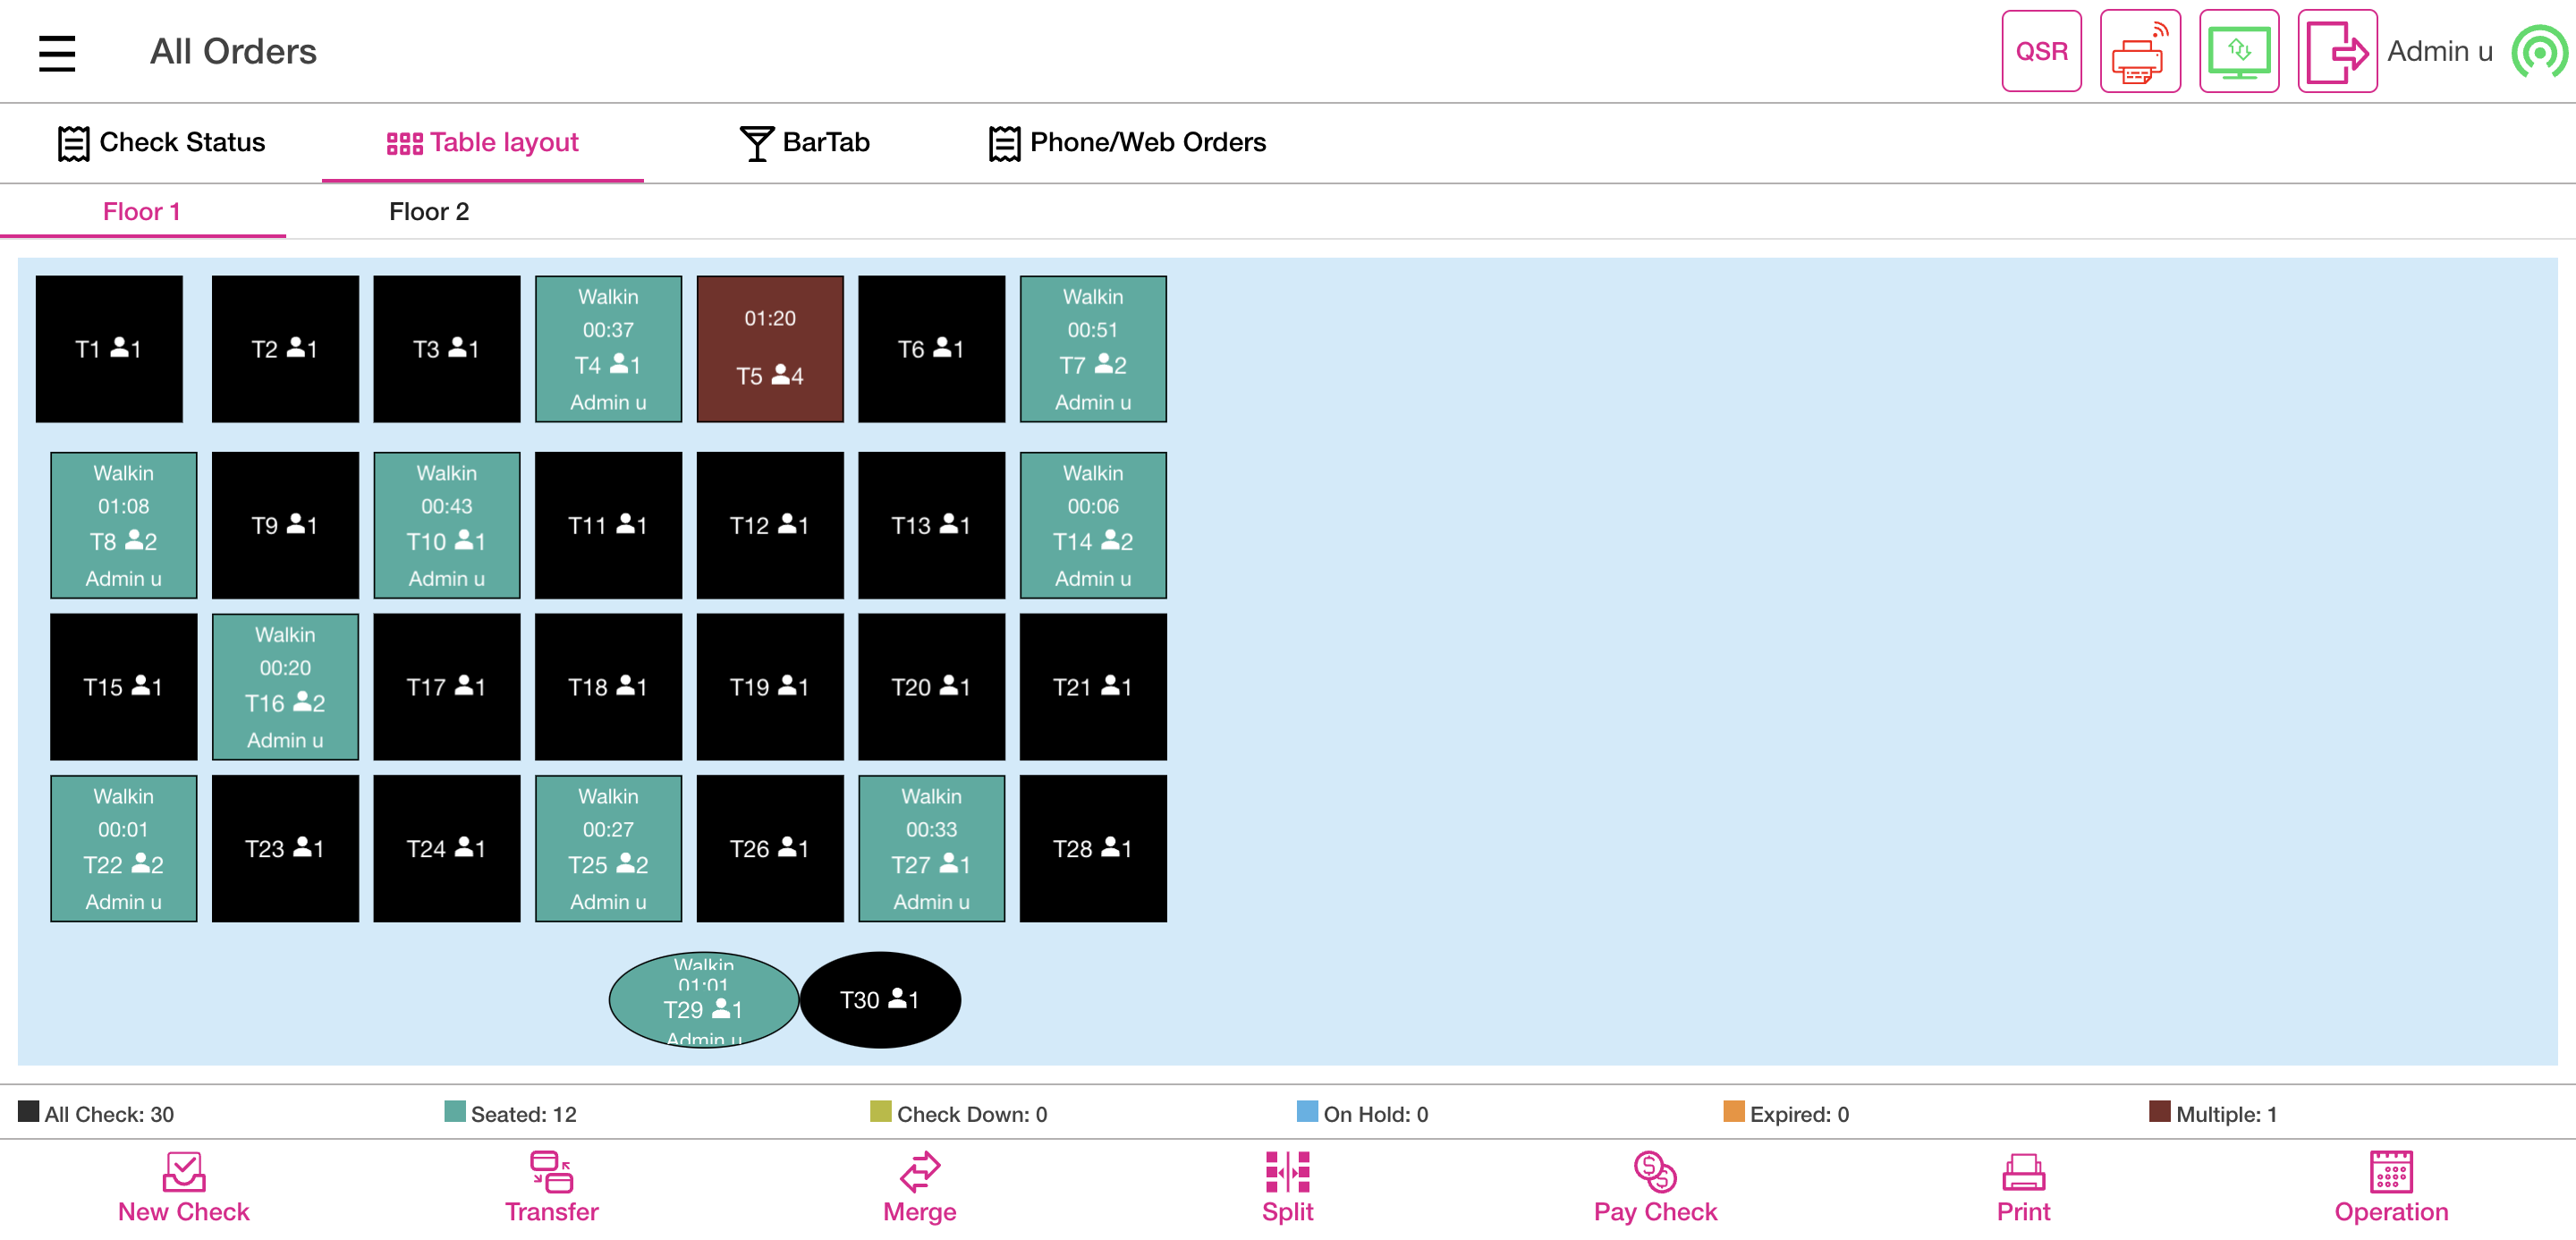 All Orders
QSR
Admin u
Check Status
Table layout
BarTab
Phone/Web Orders
Floor 1
Floor 2
T1 1
T2 1
T3 1
Walkin
00:37
T4 1
Admin u
01:20
T5 4
T6 1
Walkin
00:51
T7 2
Admin u
Walkin
01:08
T8 2
Admin u
T9 1
Walkin
00:43
T10 1
Admin u
T11 1
T12 1
T13 1
Walkin
00:06
T14 2
Admin u
T15 1
Walkin
00:20
T16 2
Admin u
T17 1
T18 1
T19 1
T20 1
T21 1
Walkin
00:01
T22 2
Admin u
T23 1
T24 1
Walkin
00:27
T25 2
Admin u
T26 1
Walkin
00:33
T27 1
Admin u
T28 1
Walkin
01:01
T29 1
Admin u
T30 1
All Check: 30
Seated: 12
Check Down: 0
On Hold: 0
Expired: 0
Multiple: 1
New Check
Transfer
Merge
Split
Pay Check
Print
Operation